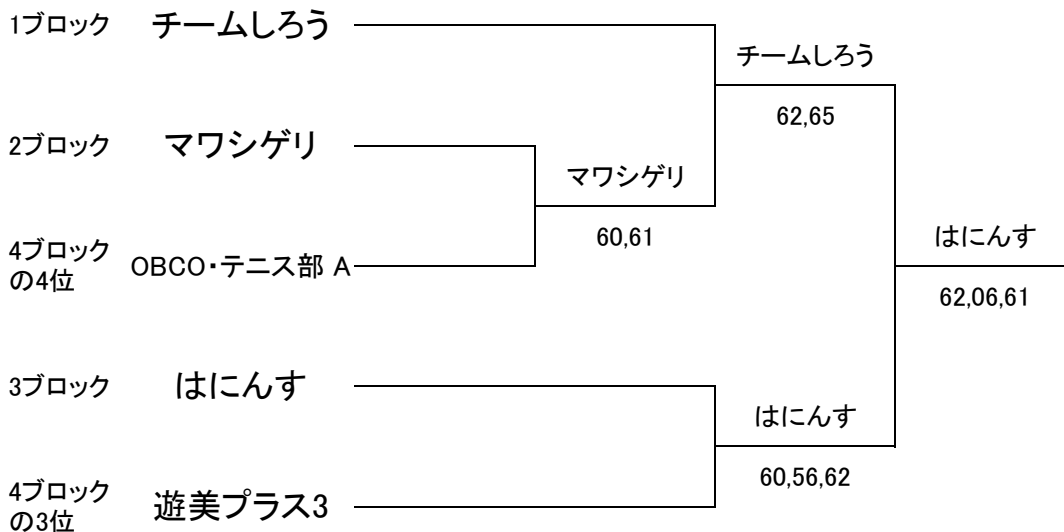 1ブロック チームしろう
チームしろう
62,65
2ブロック マワシゲリ
マワシゲリ
60,61
4ブロック
の4位
OBCO・テニス部 A
はにんす
62,06,61
3ブロック はにんす
はにんす
60,56,62
4ブロック
の3位
遊美プラス3